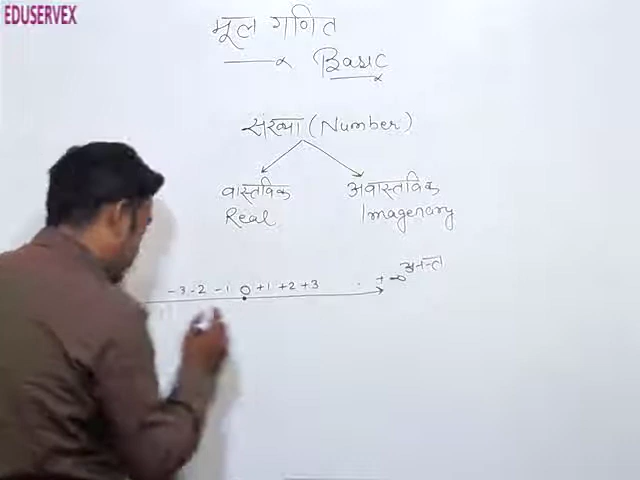 EDUSERVEX
मूल गणित
Basic
संख्या (Number)
वास्तविक अवास्तविक
Real Imagenary
अनन्त
-3 -2 -1 0 +1 +2 +3 + ∞